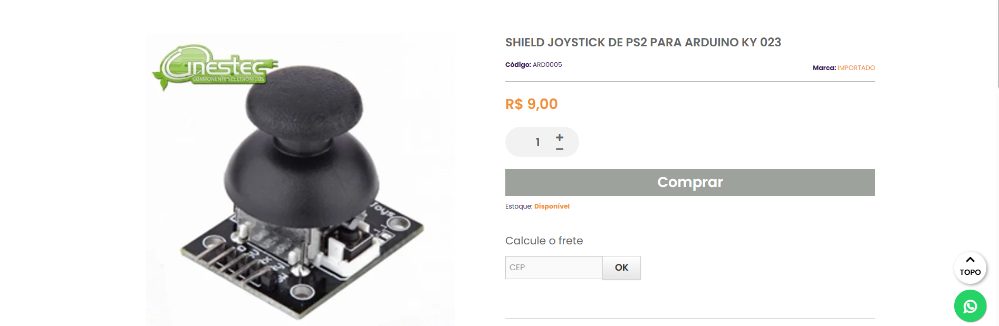 Cinestec
COMPONENTES ELETRÔNICOS
Joys
SHIELD JOYSTICK DE PS2 PARA ARDUINO KY 023
Código: ARD0005
Marca: IMPORTADO
R$ 9,00
1
+
−
Comprar
Estoque: Disponível
Calcule o frete
CEP
OK
TOPO